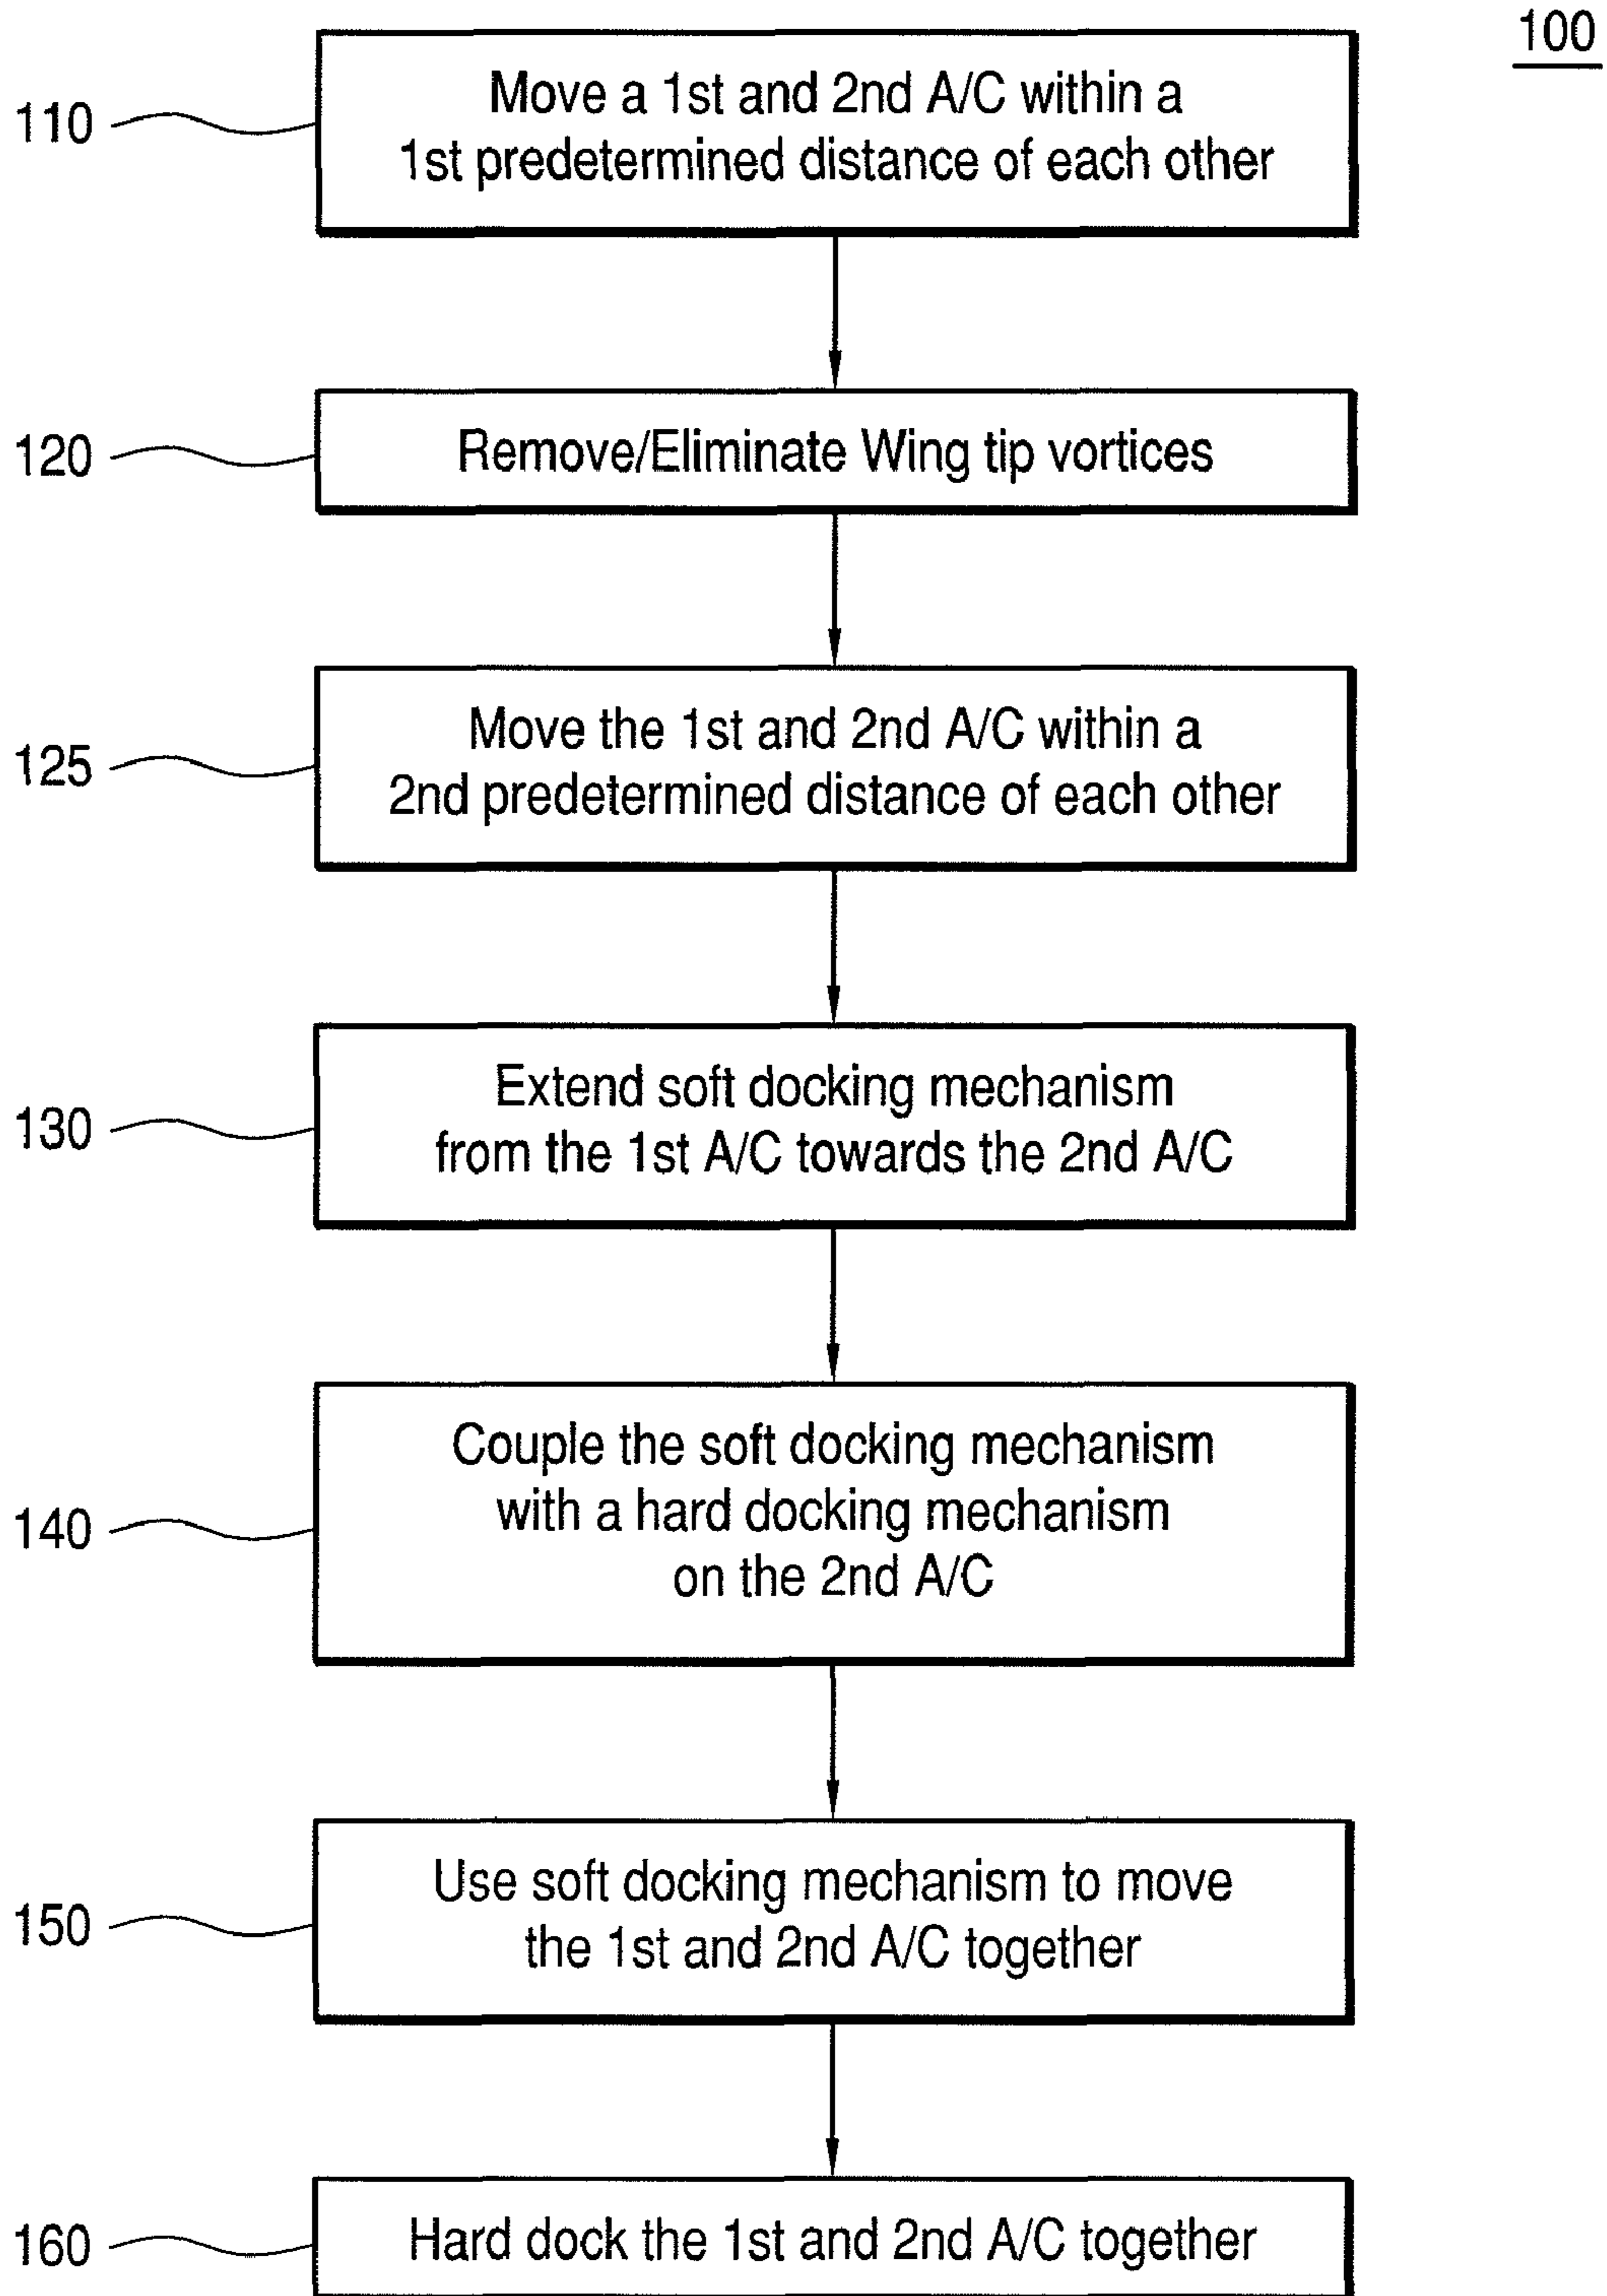 100
110
Move a 1st and 2nd A/C within a
1st predetermined distance of each other
120
Remove/Eliminate Wing tip vortices
125
Move the 1st and 2nd A/C within a
2nd predetermined distance of each other
130
Extend soft docking mechanism
from the 1st A/C towards the 2nd A/C
140
Couple the soft docking mechanism
with a hard docking mechanism
on the 2nd A/C
150
Use soft docking mechanism to move
the 1st and 2nd A/C together
160
Hard dock the 1st and 2nd A/C together